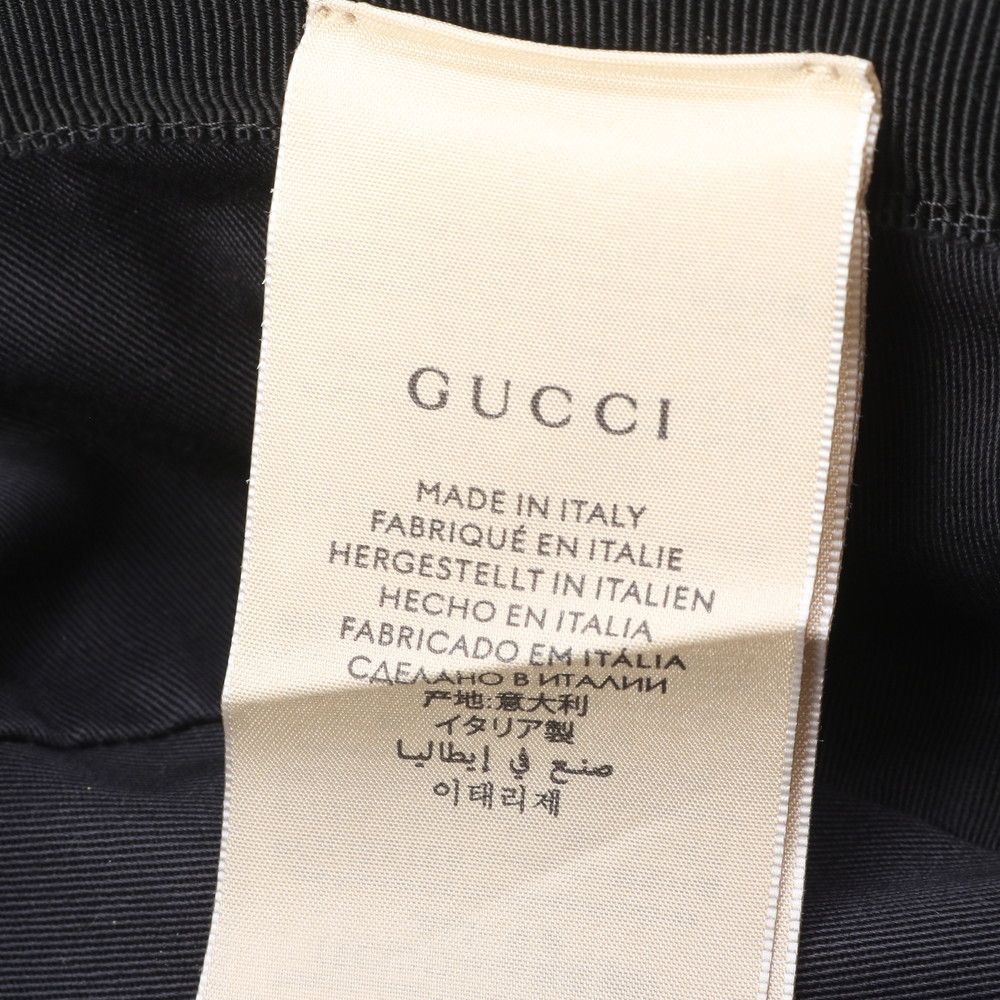 GUCCI
MADE IN ITALY
FABRIQUÉ EN ITALIE
HERGESTELLT IN ITALIEN
HECHO EN ITALIA
FABRICADO EM ITÁLIA
СДЕЛАНО В ИТАЛИИ
产地:意大利
イタリア製
صنع في إيطاليا
이태리제